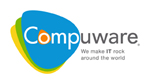 Compuware.
We make IT rock
around the world